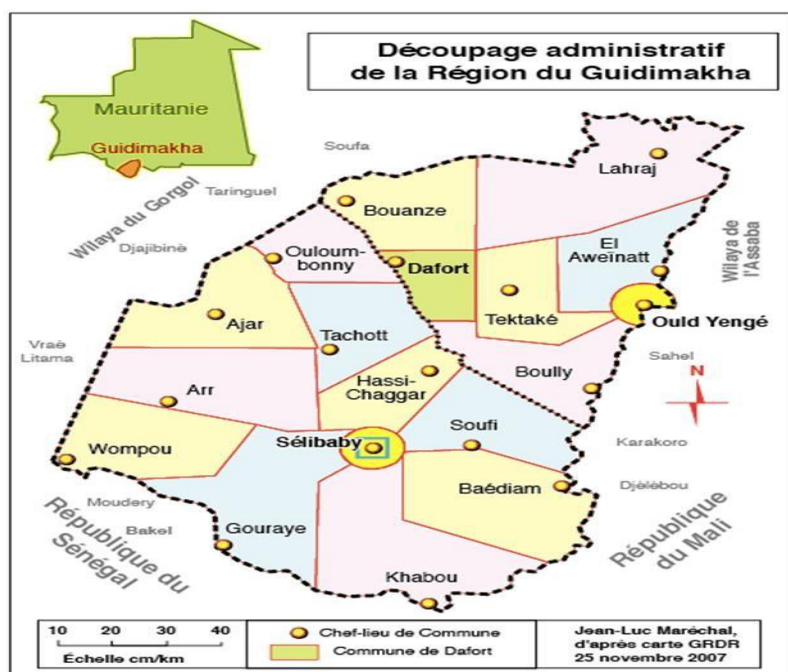 Découpage administratif
de la Région du Guidimakha
Mauritanie
Guidimakha
Soufa
Taringuel
Wilaya du Gorgol
Djajibinè
Lahraj
Bouanze
Ouloum-
bonny
Dafort
El
Aweïnatt
Wilaya de
l'Assaba
Tektaké
Ould Yengé
Ajar
Tachott
Vraè
Litama
Sahel
Boully
Hassi-
Chaggar
Arr
N
Soufi
Sélibaby
Karakoro
Wompou
Baédiam
Djèlèbou
Moudery
Bakel
République du
Sénégal
Gouraye
République
du Mali
Khabou
10 20 30 40
Échelle cm/km
Chef-lieu de Commune
Commune de Dafort
Jean-Luc Maréchal,
d'après carte GRDR
25 novembre 2007